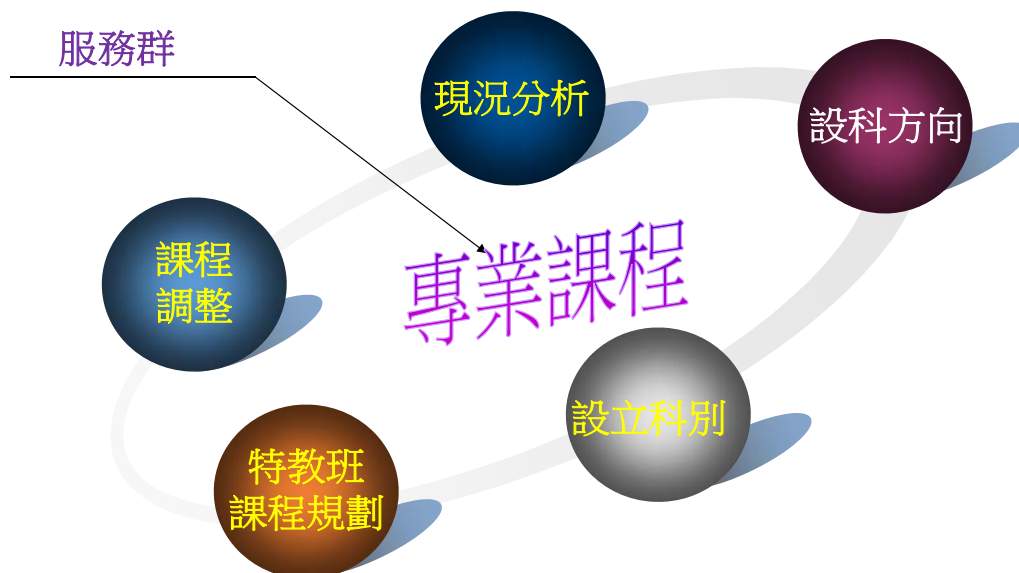 服務群
現況分析
設科方向
專業課程
課程
調整
設立科別
特教班
課程規劃